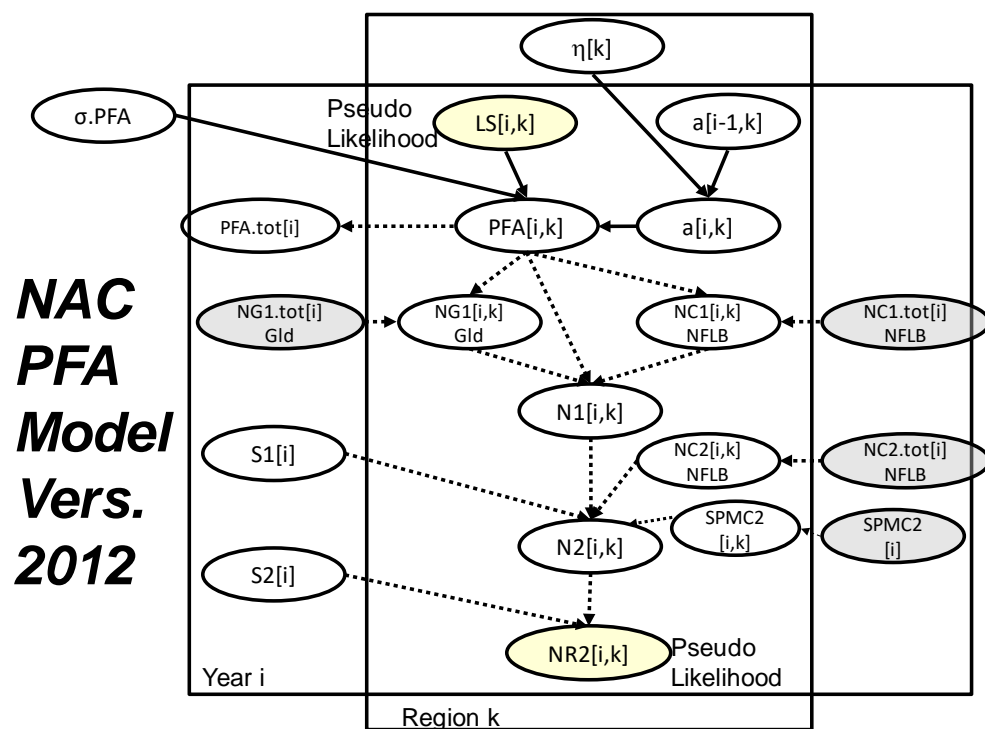 η[k]
σ.PFA
Pseudo
Likelihood
LS[i,k]
a[i-1,k]
PFA.tot[i]
PFA[i,k]
a[i,k]
NAC
PFA
Model
Vers.
2012
NG1.tot[i]
Gld
NG1[i,k]
Gld
NC1[i,k]
NFLB
NC1.tot[i]
NFLB
N1[i,k]
S1[i]
NC2[i,k]
NFLB
NC2.tot[i]
NFLB
SPMC2
[i,k]
SPMC2
[i]
N2[i,k]
S2[i]
NR2[i,k]
Pseudo
Likelihood
Year i
Region k